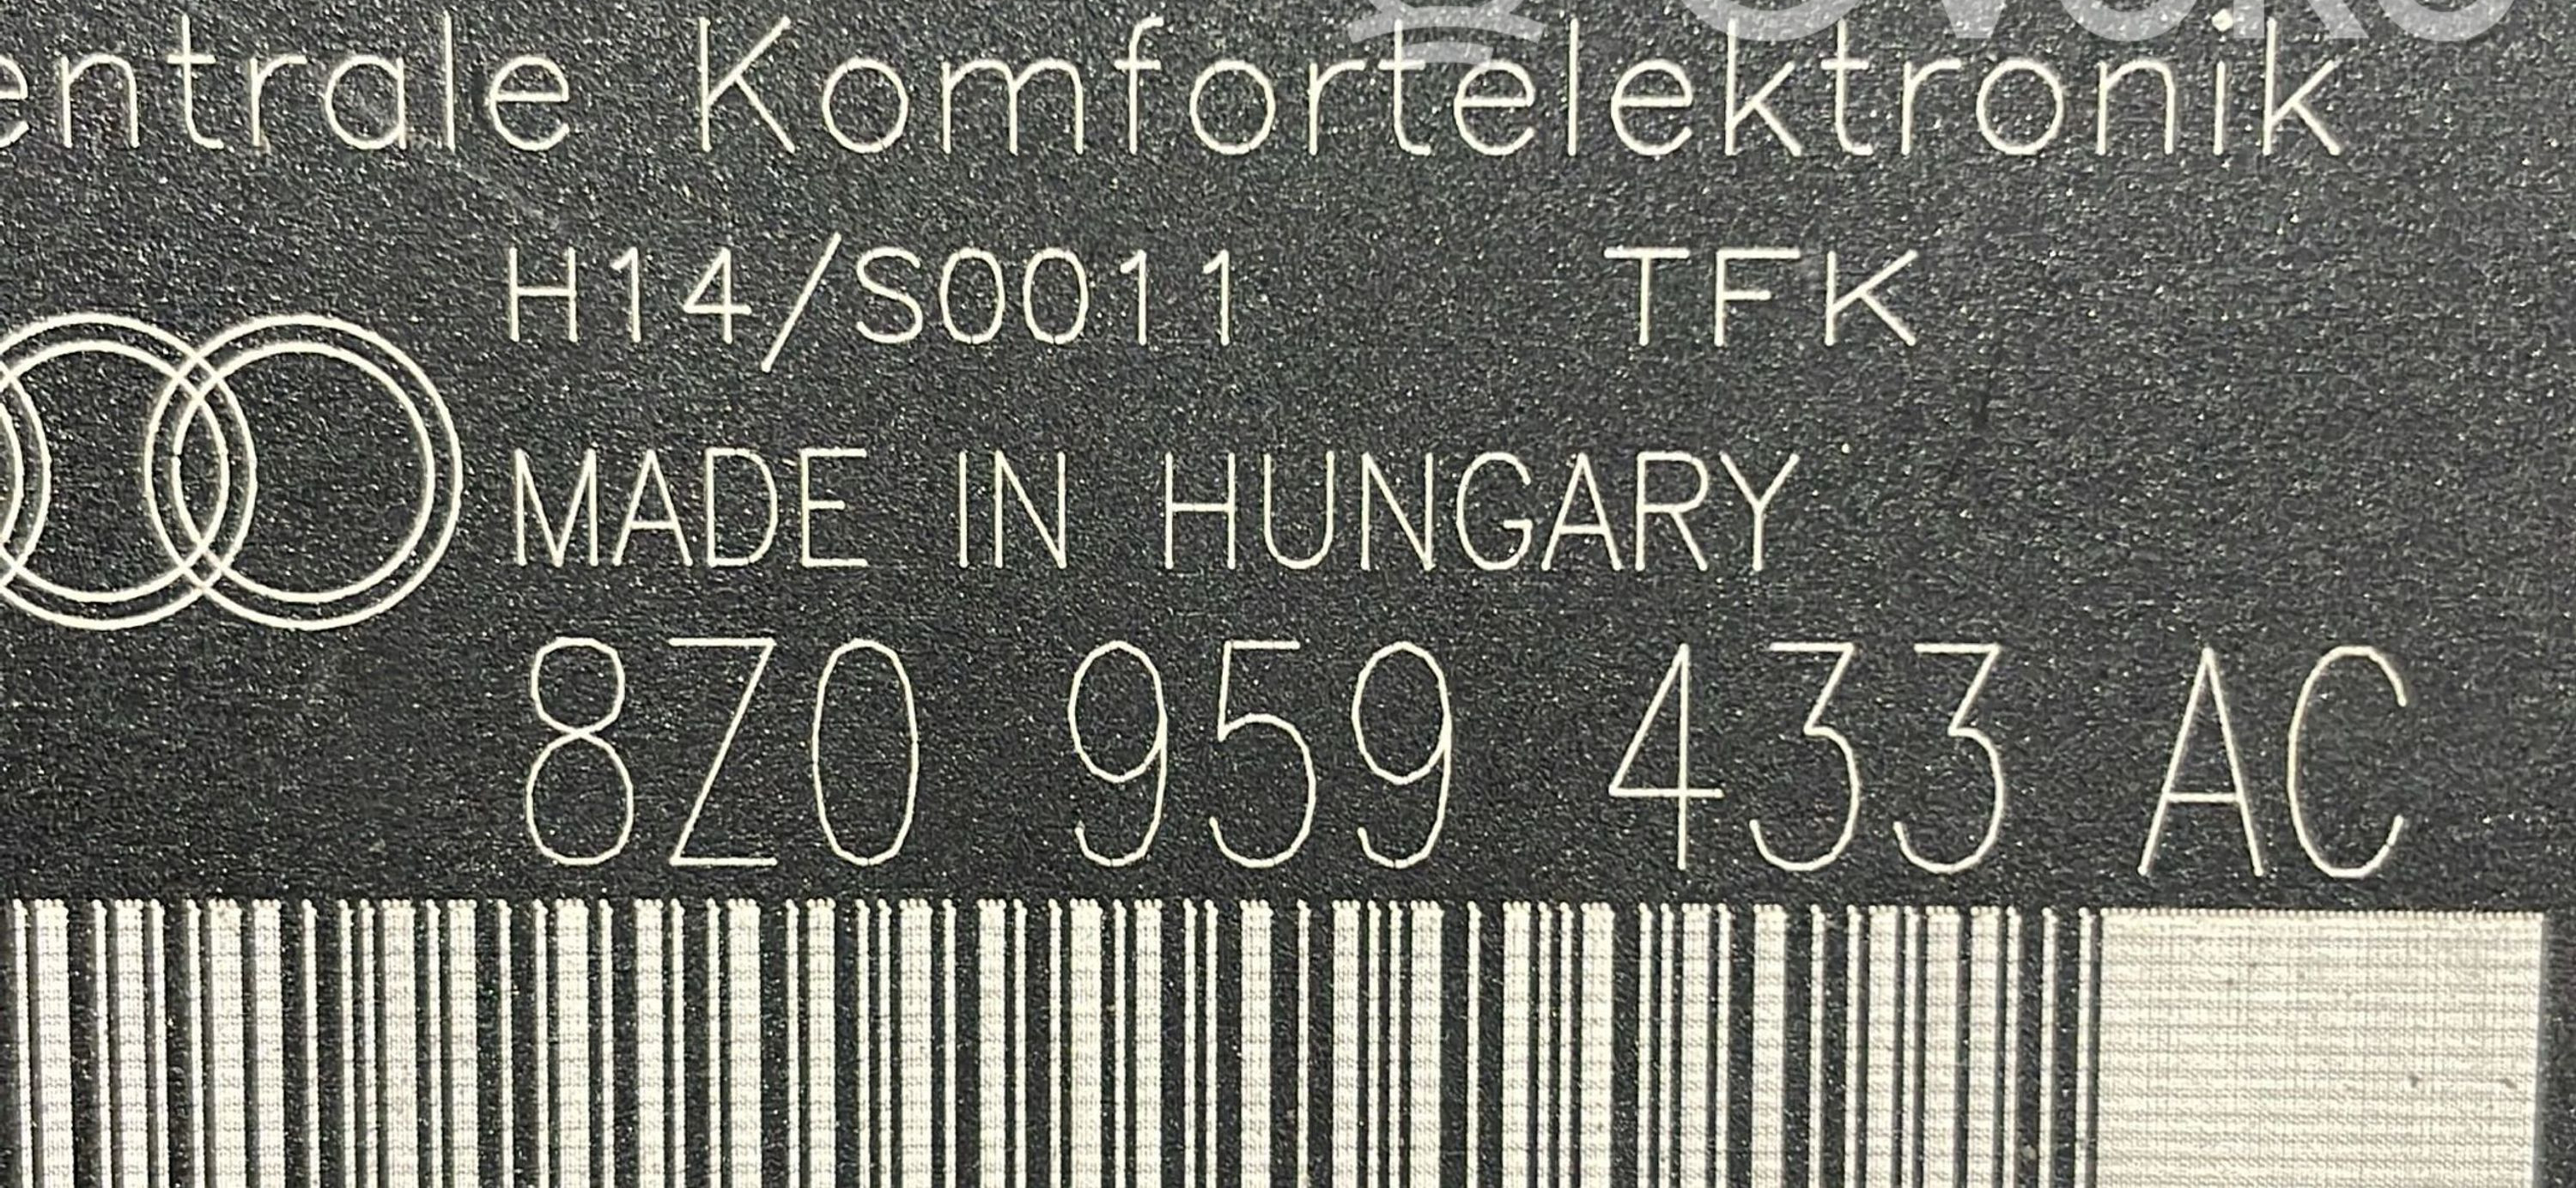 entrale Komfortelektronik
H14/S0011 TFK
MADE IN HUNGARY
8Z0 959 433 AC